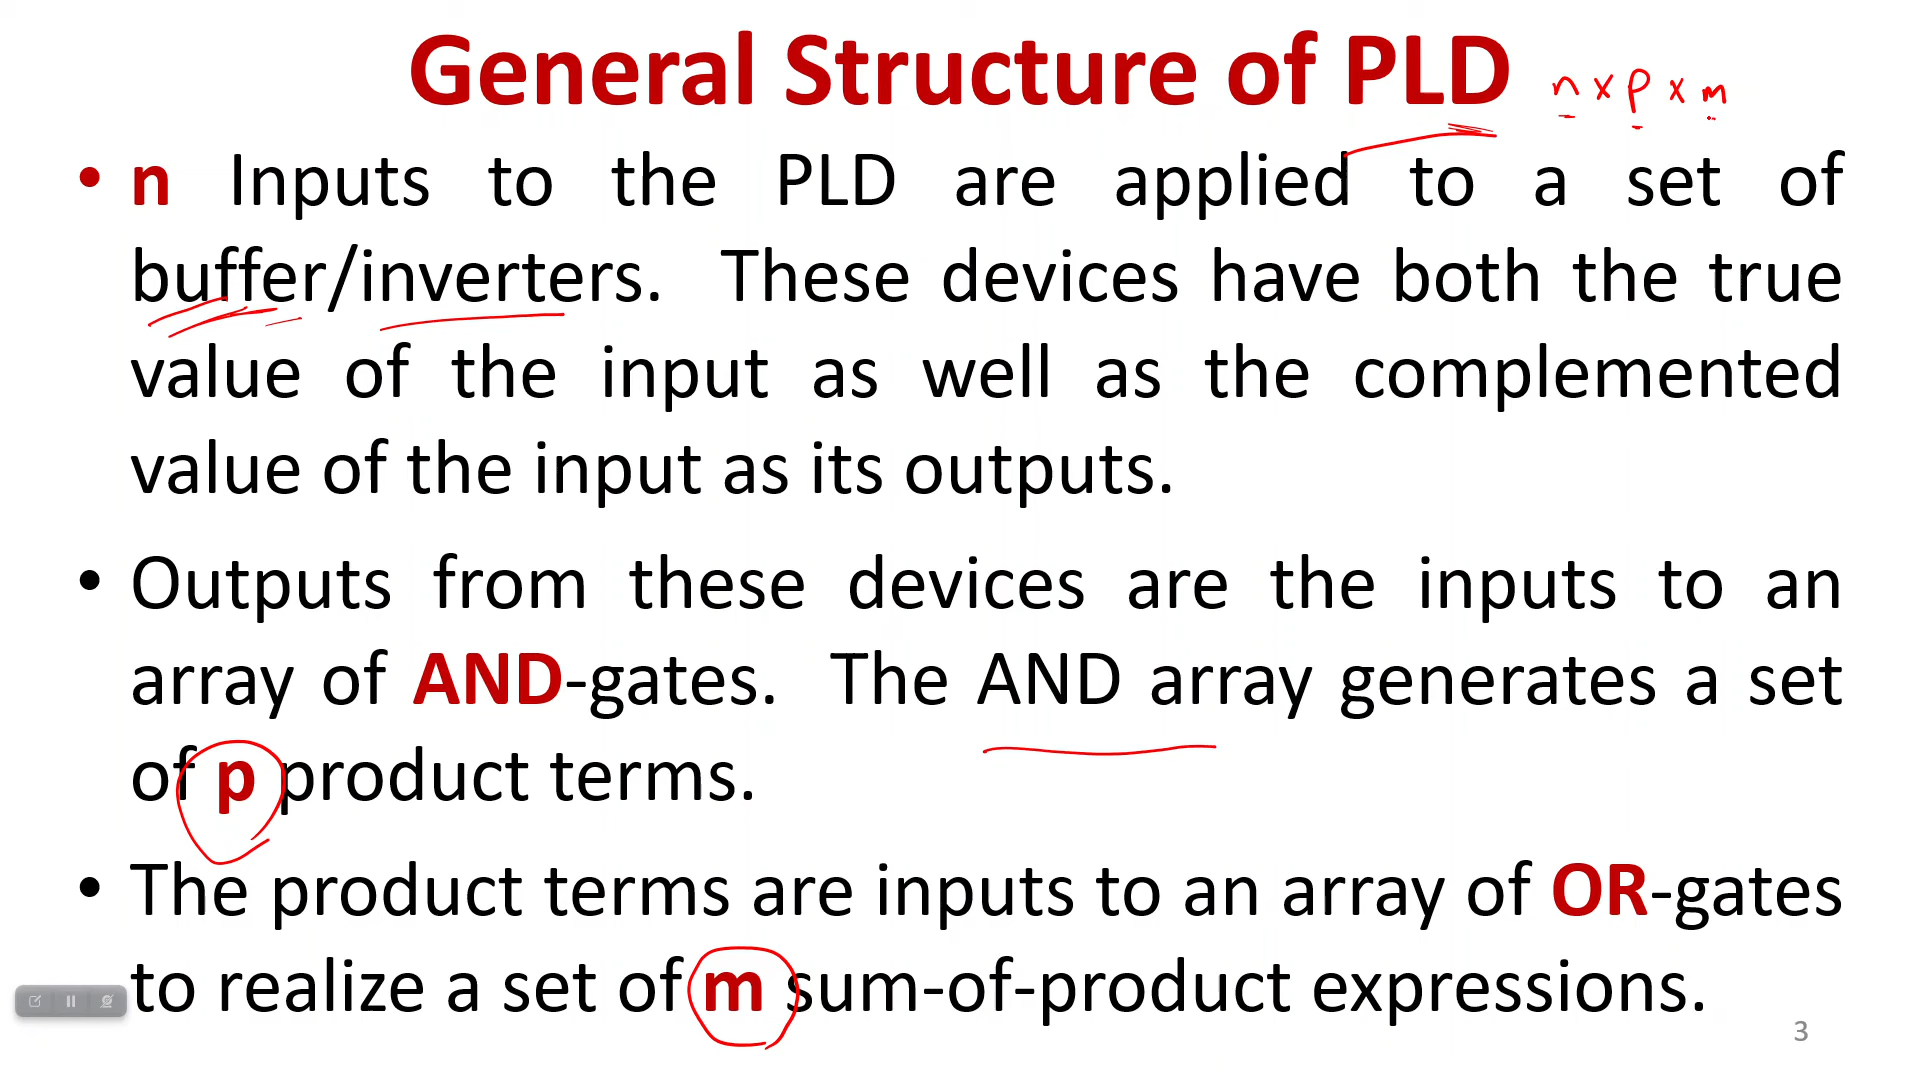 General Structure of PLD n x p x m
• n Inputs to the PLD are applied to a set of
buffer/inverters. These devices have both the true
value of the input as well as the complemented
value of the input as its outputs.
• Outputs from these devices are the inputs to an
array of AND-gates. The AND array generates a set
of p product terms.
• The product terms are inputs to an array of OR-gates
to realize a set of m sum-of-product expressions.
3